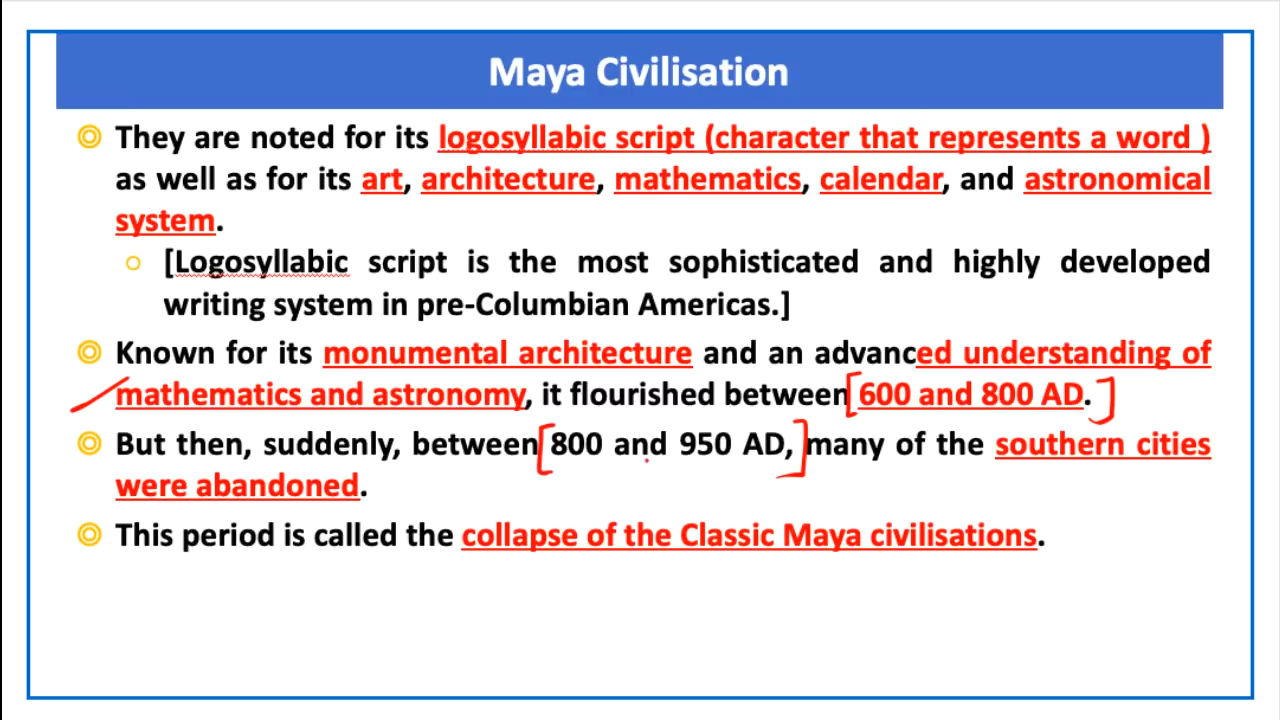 Maya Civilisation
They are noted for its logosyllabic script (character that represents a word )
as well as for its art, architecture, mathematics, calendar, and astronomical
system.
[Logosyllabic script is the most sophisticated and highly developed
writing system in pre-Columbian Americas.]
Known for its monumental architecture and an advanced understanding of
mathematics and astronomy, it flourished between 600 and 800 AD.
But then, suddenly, between 800 and 950 AD, many of the southern cities
were abandoned.
This period is called the collapse of the Classic Maya civilisations.